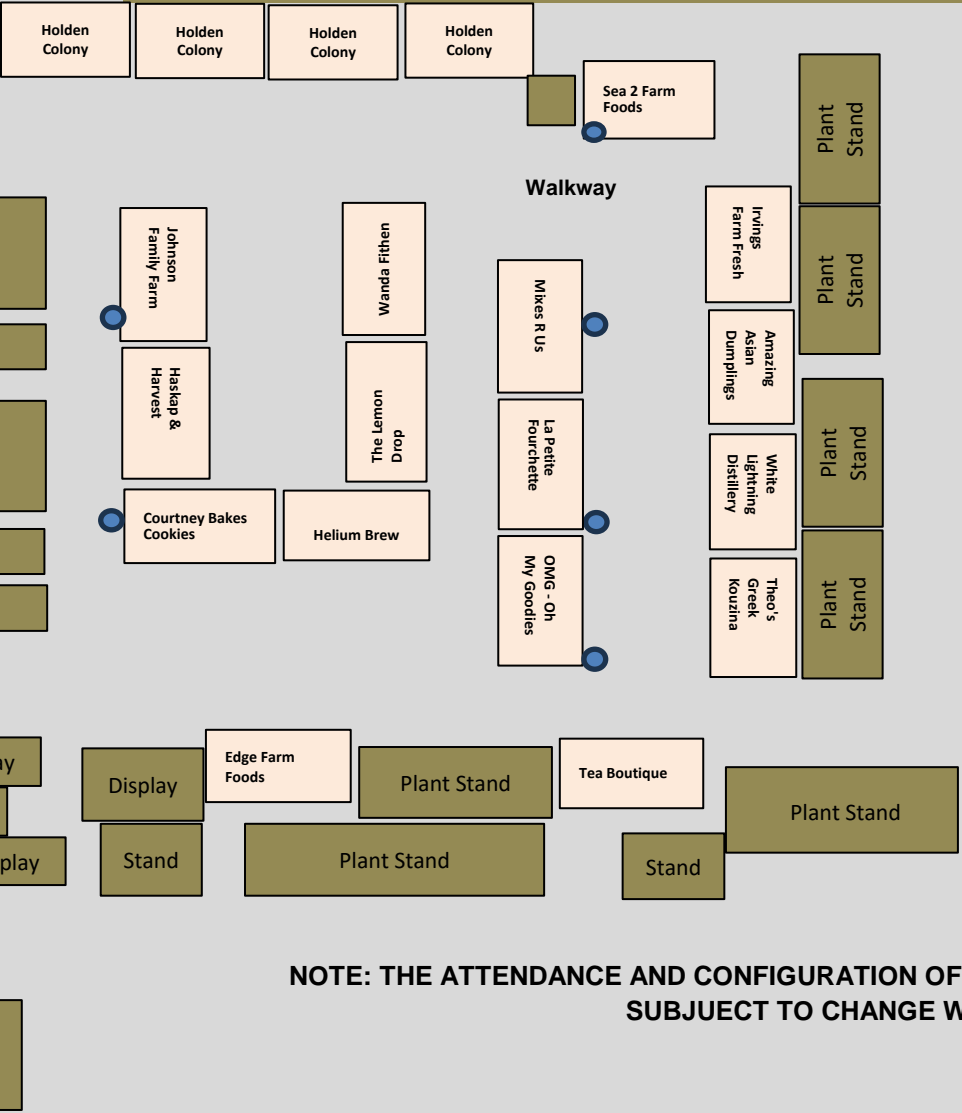 Holden
Colony
Holden
Colony
Holden
Colony
Holden
Colony
Sea 2 Farm
Foods
Plant
Stand
Walkway
Johnson
Family Farm
Wanda Fithen
Irvings
Farm Fresh
Plant
Stand
Mixes R Us
Amazing
Asian
Dumplings
Haskap &
Harvest
The Lemon
Drop
La Petite
Fourchette
White
Lightning
Distillery
Plant
Stand
Courtney Bakes
Cookies
Helium Brew
OMG - Oh
My Goodies
Theo's
Greek
Kouzina
Plant
Stand
ay
Display
Edge Farm
Foods
Plant Stand
Tea Boutique
Plant Stand
play
Stand
Plant Stand
Stand
NOTE: THE ATTENDANCE AND CONFIGURATION OF
SUBJUECT TO CHANGE W